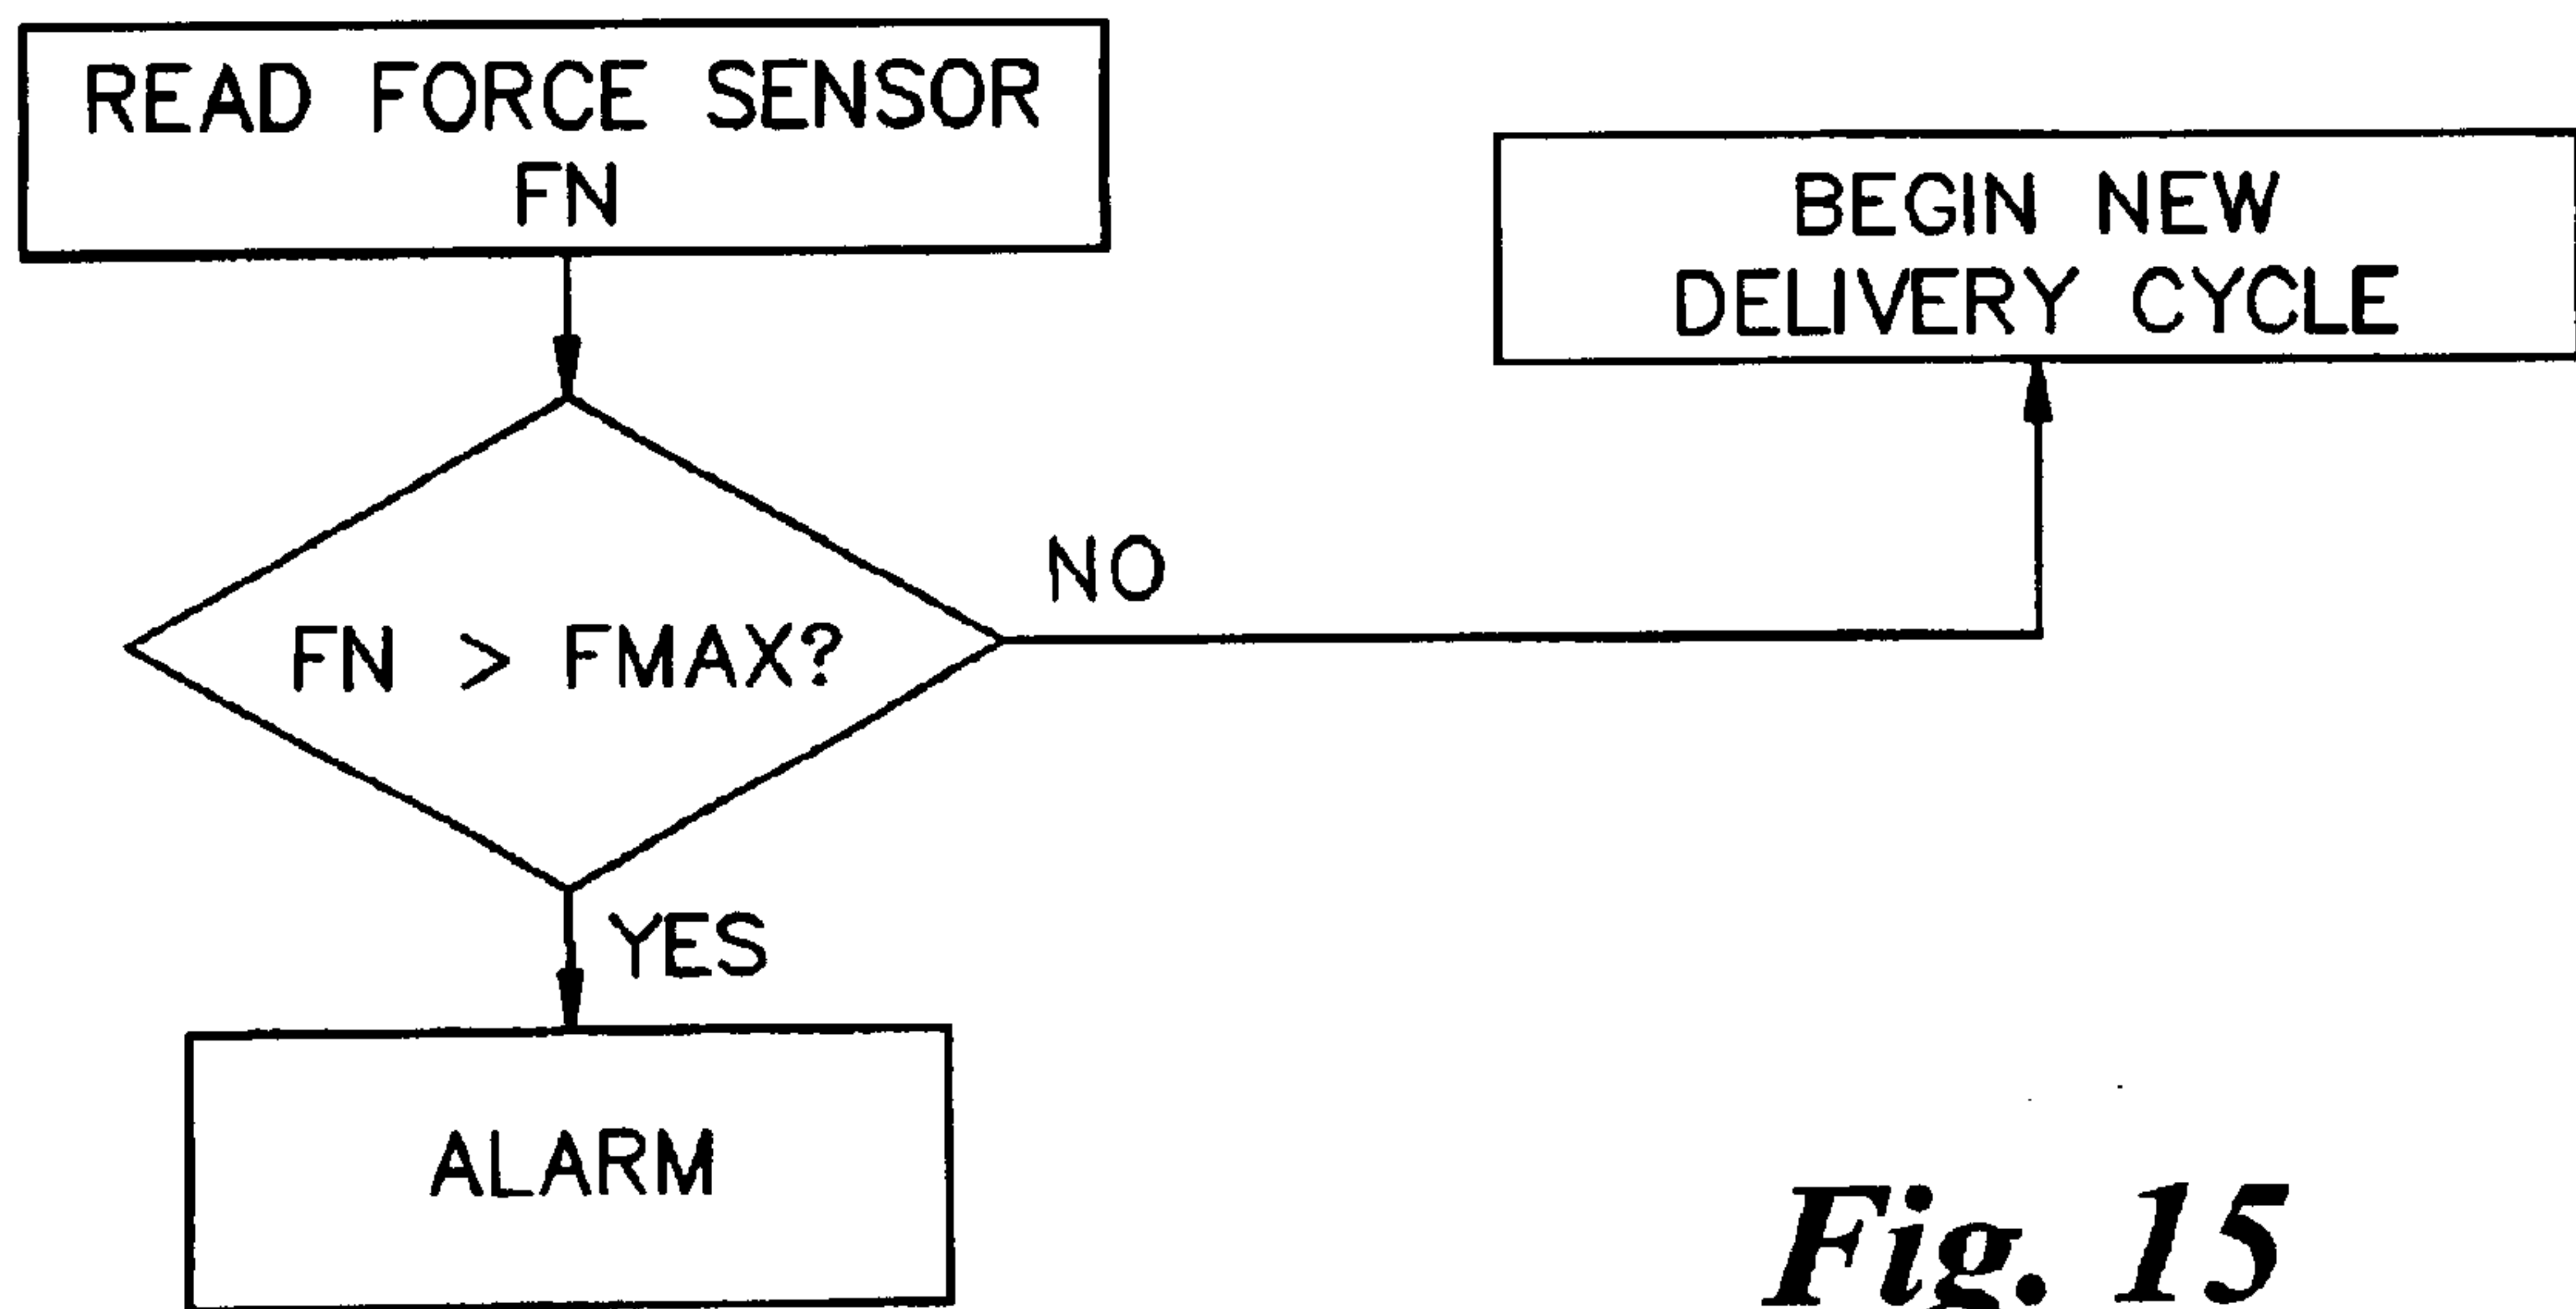 READ FORCE SENSOR
FN
BEGIN NEW
DELIVERY CYCLE
FN > FMAX?
NO
YES
ALARM
Fig. 15